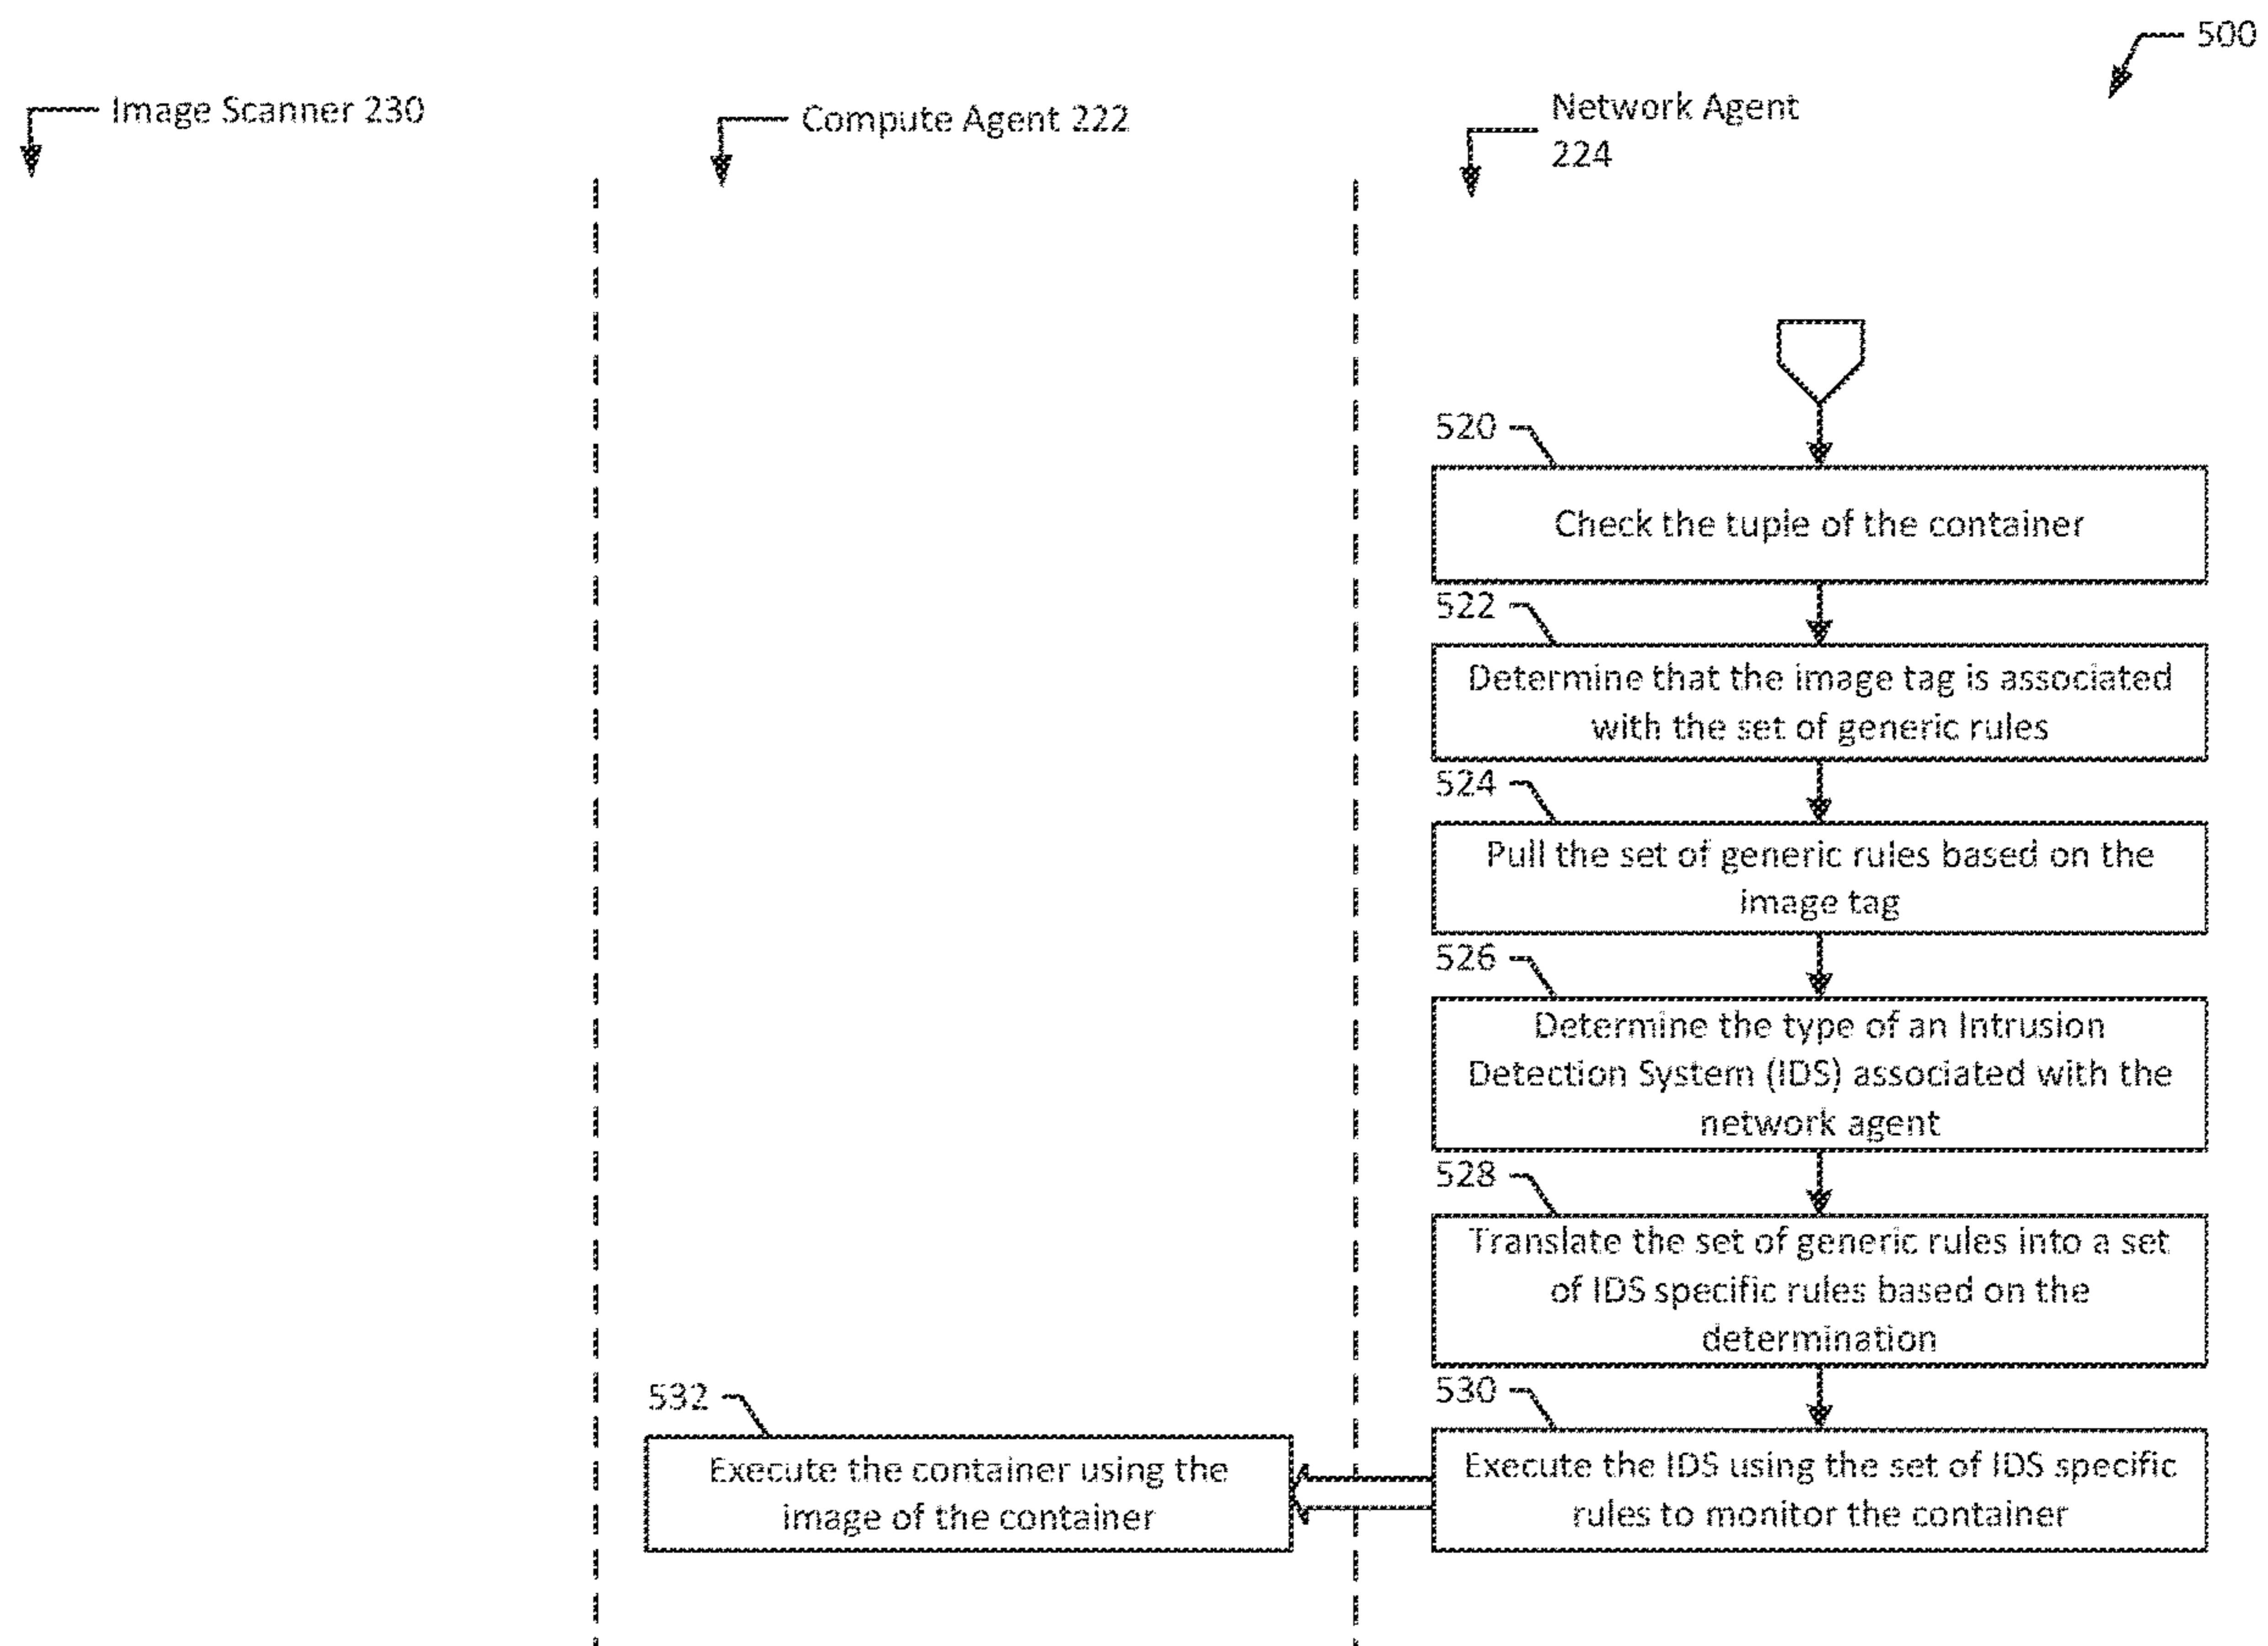 500
Image Scanner 230
Compute Agent 222
Network Agent
224
520
Check the tuple of the container
522
Determine that the image tag is associated
with the set of generic rules
524
Pull the set of generic rules based on the
image tag
526
Determine the type of an Intrusion
Detection System (IDS) associated with the
network agent
528
Translate the set of generic rules into a set
of IDS specific rules based on the
determination
530
Execute the IDS using the set of IDS specific
rules to monitor the container
532
Execute the container using the
image of the container